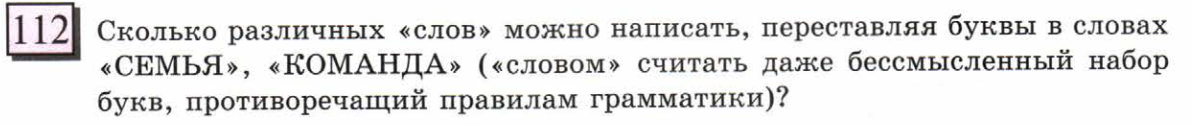 112 Сколько различных «слов» можно написать, переставляя буквы в словах
«СЕМЬЯ», «КОМАНДА» («словом» считать даже бессмысленный набор
букв, противоречащий правилам грамматики)?